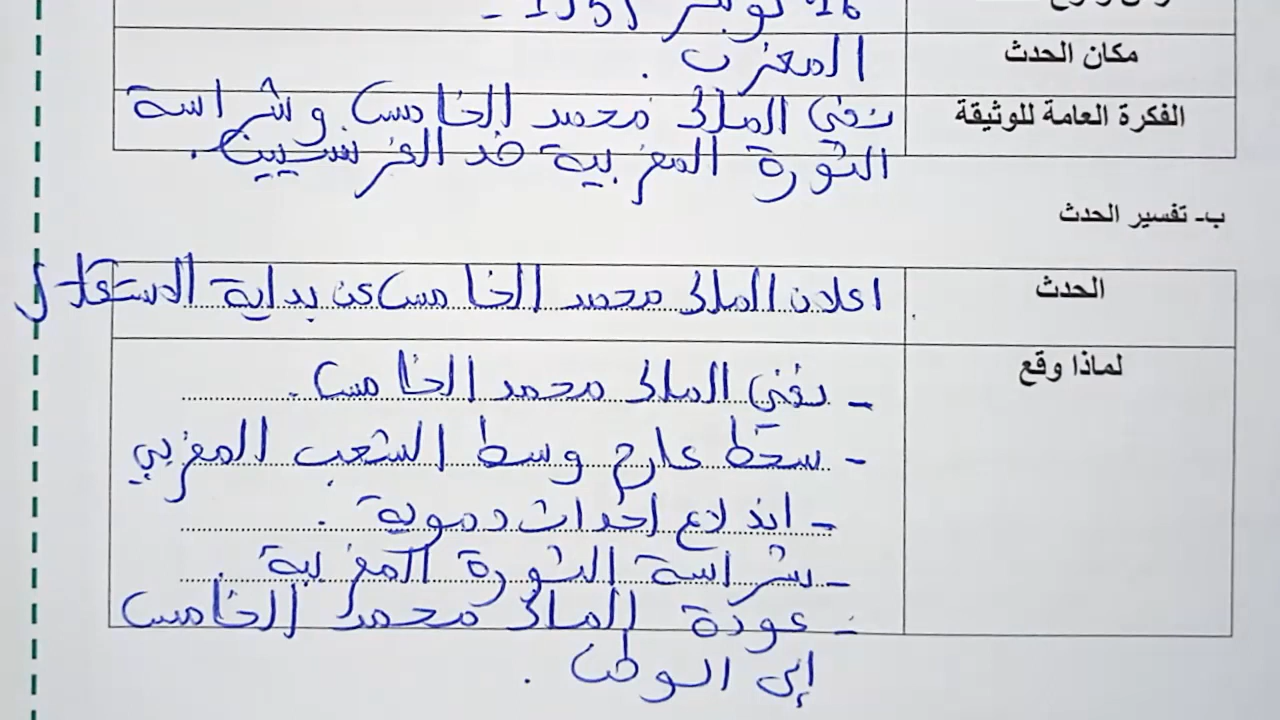 16 نونبر
مكان الحدث
المغرب .
الفكرة العامة للوثيقة
نفي الملك محمد الخامس وشراسة
الثورة المغربية ضد الفرنسيين .
ب- تفسير الحدث
الحدث
اعلان الملك محمد الخامس عن بداية الاستقلال
لماذا وقع
- نفي الملك محمد الخامس .
- سخط عارم وسط الشعب المغربي
- اندلاع احداث دموية .
- شراسة الثورة المغربية .
- عودة الملك محمد الخامس
إلى الوطن .